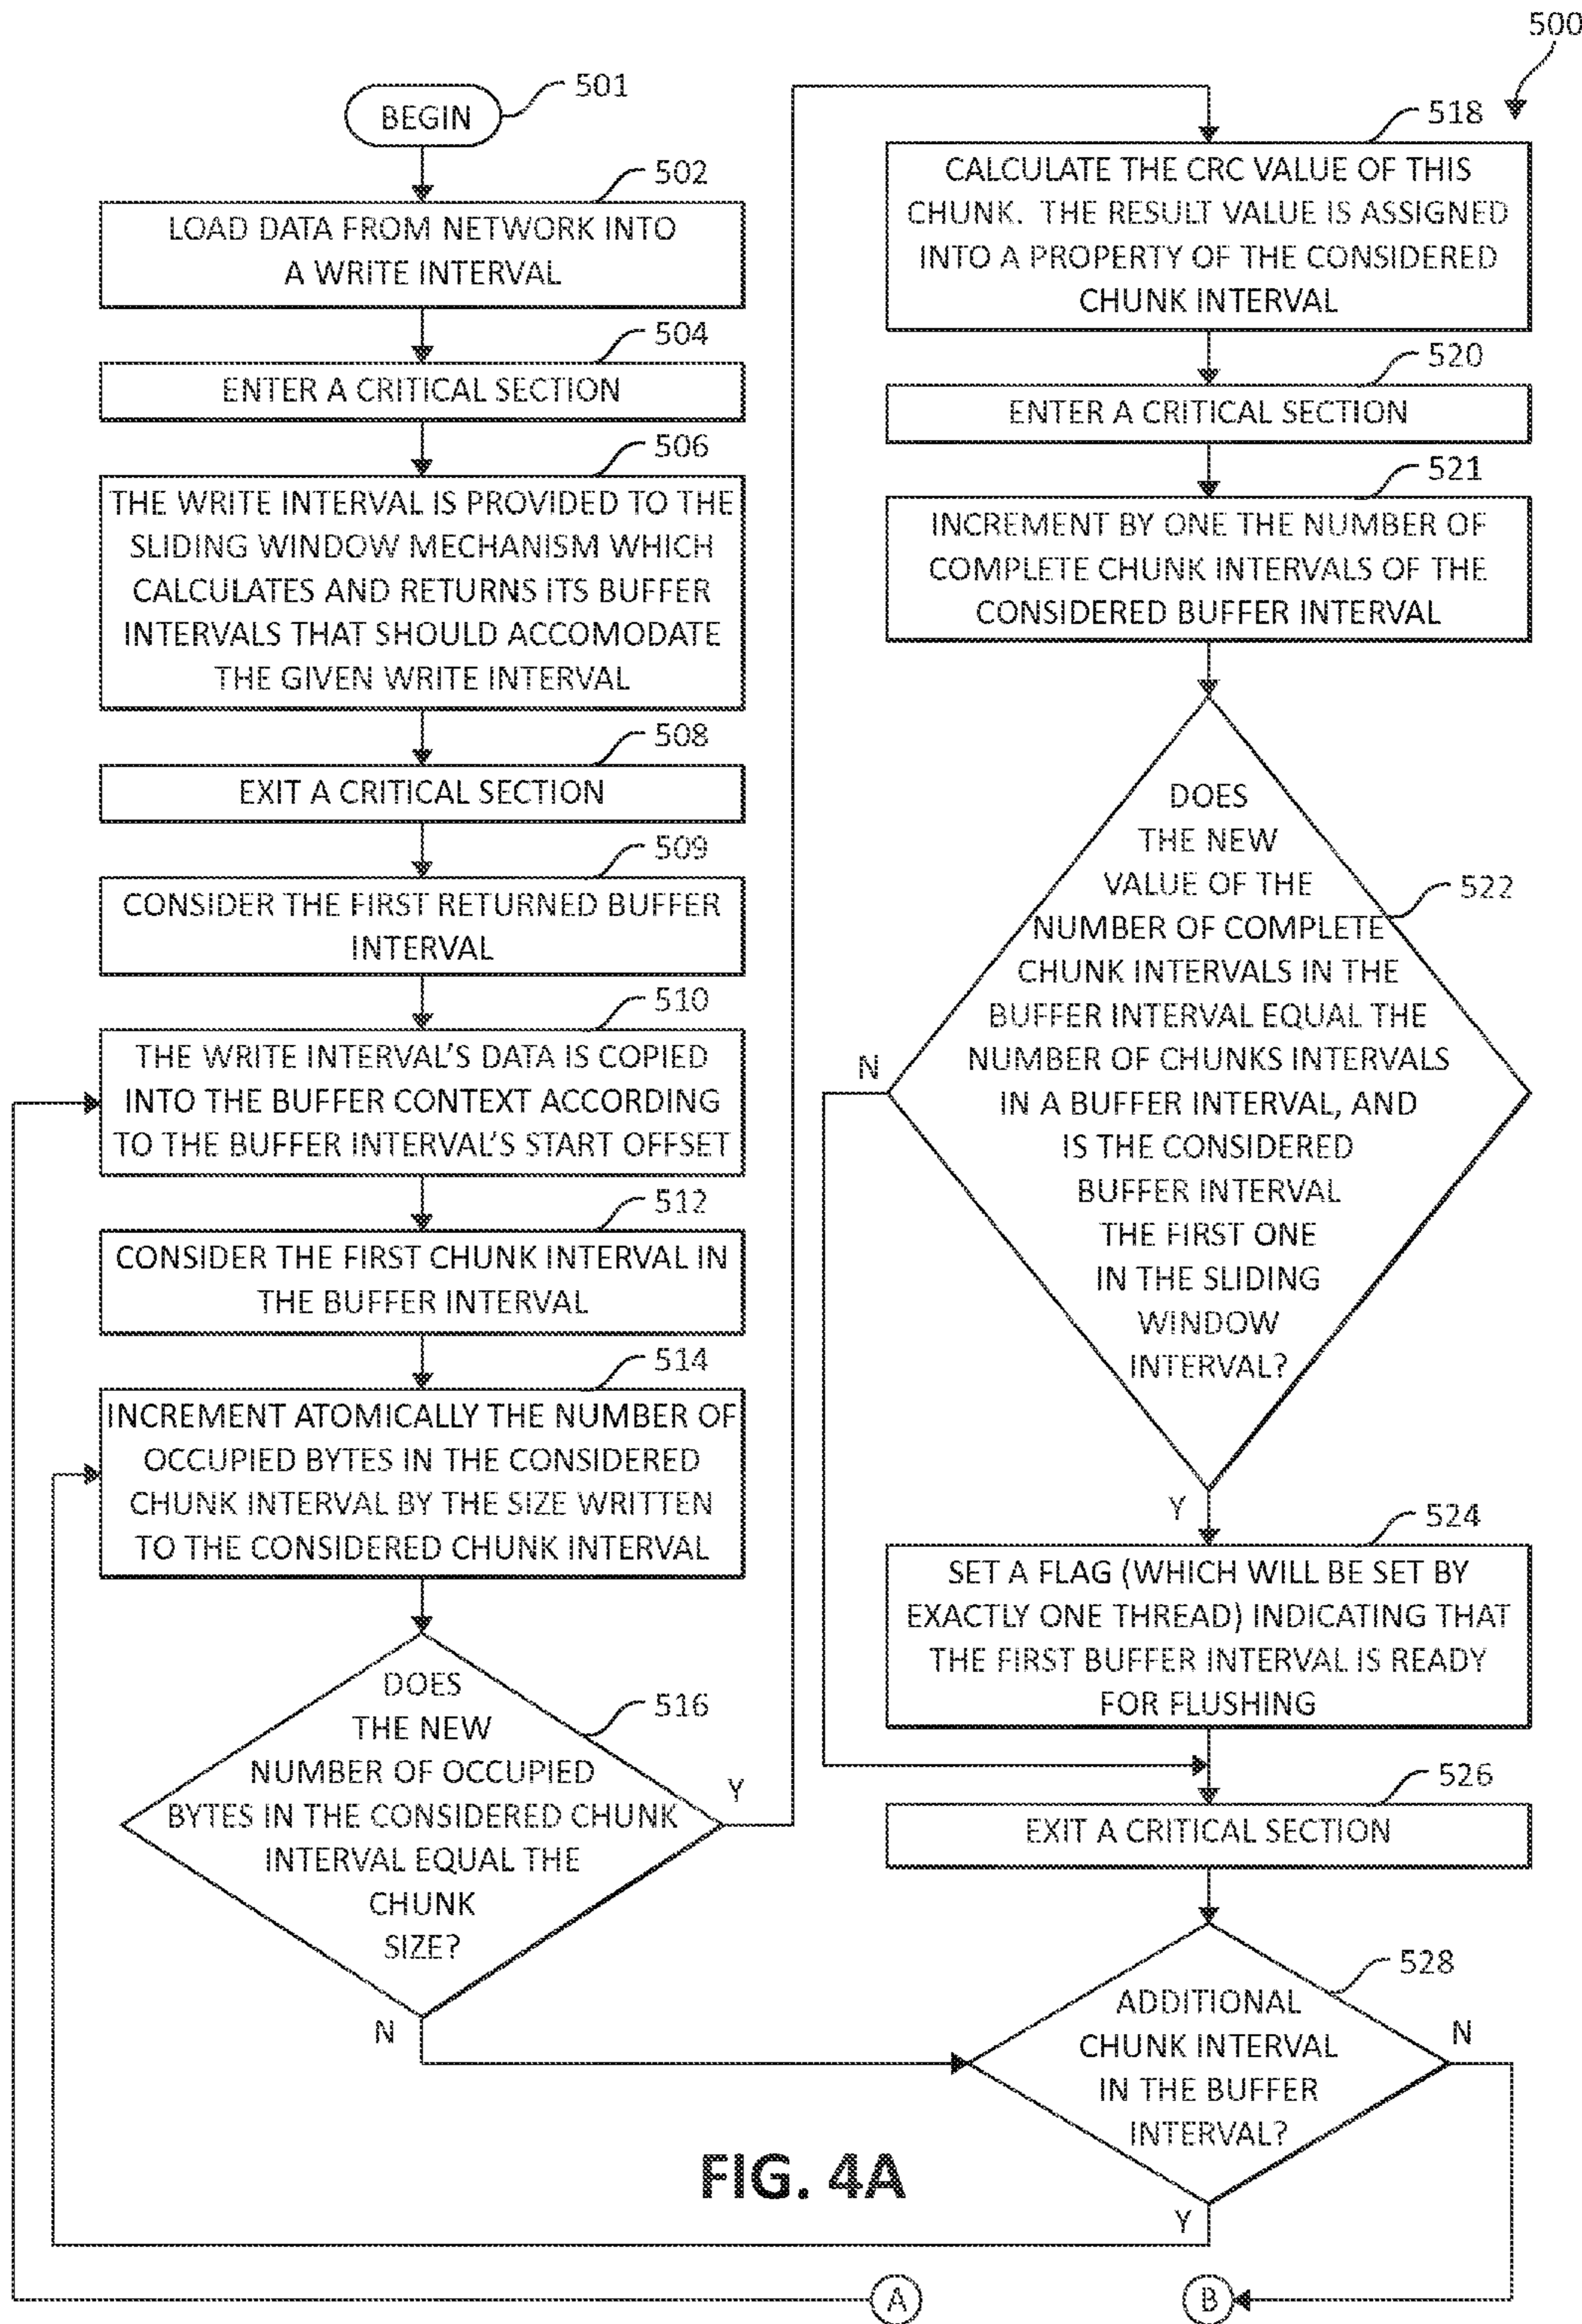 500
BEGIN
501
502
LOAD DATA FROM NETWORK INTO
A WRITE INTERVAL
504
ENTER A CRITICAL SECTION
506
THE WRITE INTERVAL IS PROVIDED TO THE
SLIDING WINDOW MECHANISM WHICH
CALCULATES AND RETURNS ITS BUFFER
INTERVALS THAT SHOULD ACCOMODATE
THE GIVEN WRITE INTERVAL
508
EXIT A CRITICAL SECTION
509
CONSIDER THE FIRST RETURNED BUFFER
INTERVAL
510
THE WRITE INTERVAL'S DATA IS COPIED
INTO THE BUFFER CONTEXT ACCORDING
TO THE BUFFER INTERVAL'S START OFFSET
512
CONSIDER THE FIRST CHUNK INTERVAL IN
THE BUFFER INTERVAL
514
INCREMENT ATOMICALLY THE NUMBER OF
OCCUPIED BYTES IN THE CONSIDERED
CHUNK INTERVAL BY THE SIZE WRITTEN
TO THE CONSIDERED CHUNK INTERVAL
516
DOES
THE NEW
NUMBER OF OCCUPIED
BYTES IN THE CONSIDERED CHUNK
INTERVAL EQUAL THE
CHUNK
SIZE?
Y
N
518
CALCULATE THE CRC VALUE OF THIS
CHUNK. THE RESULT VALUE IS ASSIGNED
INTO A PROPERTY OF THE CONSIDERED
CHUNK INTERVAL
520
ENTER A CRITICAL SECTION
521
INCREMENT BY ONE THE NUMBER OF
COMPLETE CHUNK INTERVALS OF THE
CONSIDERED BUFFER INTERVAL
522
DOES
THE NEW
VALUE OF THE
NUMBER OF COMPLETE
CHUNK INTERVALS IN THE
BUFFER INTERVAL EQUAL THE
NUMBER OF CHUNKS INTERVALS
IN A BUFFER INTERVAL, AND
IS THE CONSIDERED
BUFFER INTERVAL
THE FIRST ONE
IN THE SLIDING
WINDOW
INTERVAL?
N
Y
524
SET A FLAG (WHICH WILL BE SET BY
EXACTLY ONE THREAD) INDICATING THAT
THE FIRST BUFFER INTERVAL IS READY
FOR FLUSHING
526
EXIT A CRITICAL SECTION
528
ADDITIONAL
CHUNK INTERVAL
IN THE BUFFER
INTERVAL?
N
Y
FIG. 4A
A
B